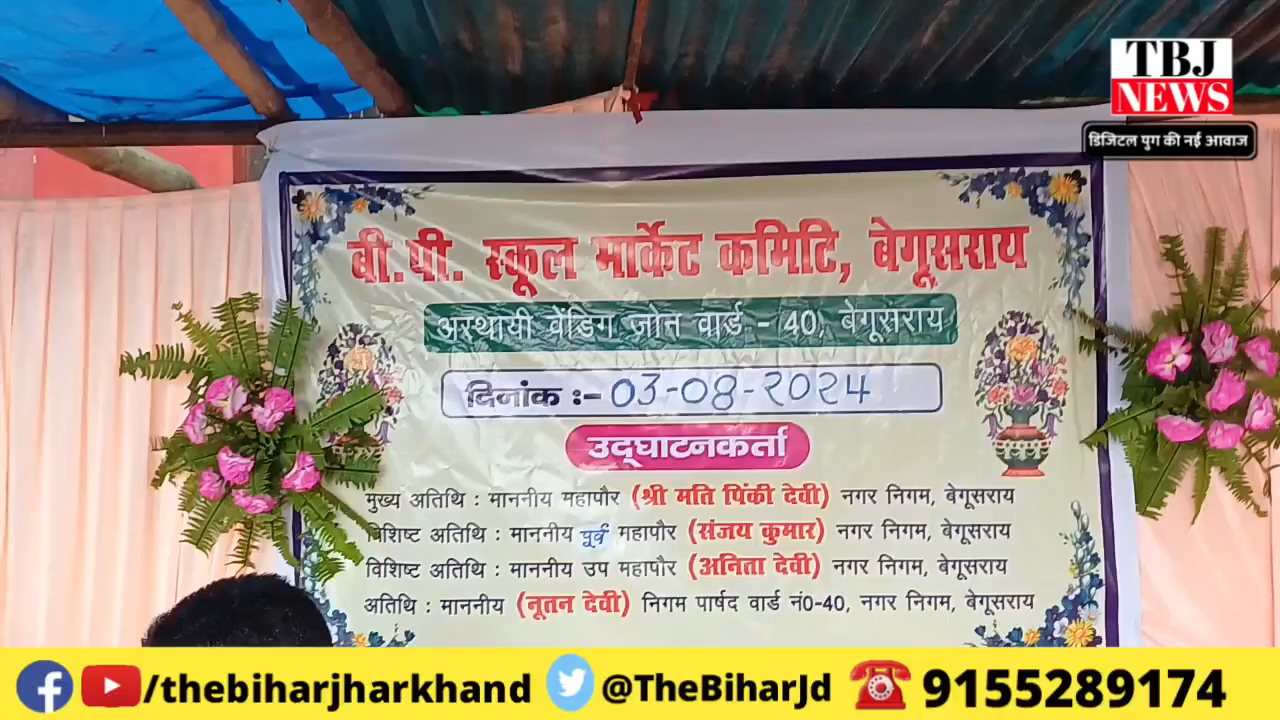 TBJ
NEWS
डिजिटल युग की नई आवाज
बी.पी. स्कूल मार्केट कमिटि, बेगूसराय
अस्थायी वेंडिग जोन वार्ड - 40, बेगूसराय
दिनांक :- 03-08-2024
उद्घाटनकर्ता
मुख्य अतिथि : माननीय महापौर (श्री मति पिंकी देवी) नगर निगम, बेगूसराय
विशिष्ट अतिथि : माननीय पूर्व महापौर (संजय कुमार) नगर निगम, बेगूसराय
विशिष्ट अतिथि : माननीय उप महापौर (अनिता देवी) नगर निगम, बेगूसराय
अतिथि : माननीय (नूतन देवी) निगम पार्षद वार्ड नं0-40, नगर निगम, बेगूसराय
/thebiharjharkhand @TheBiharJd 9155289174